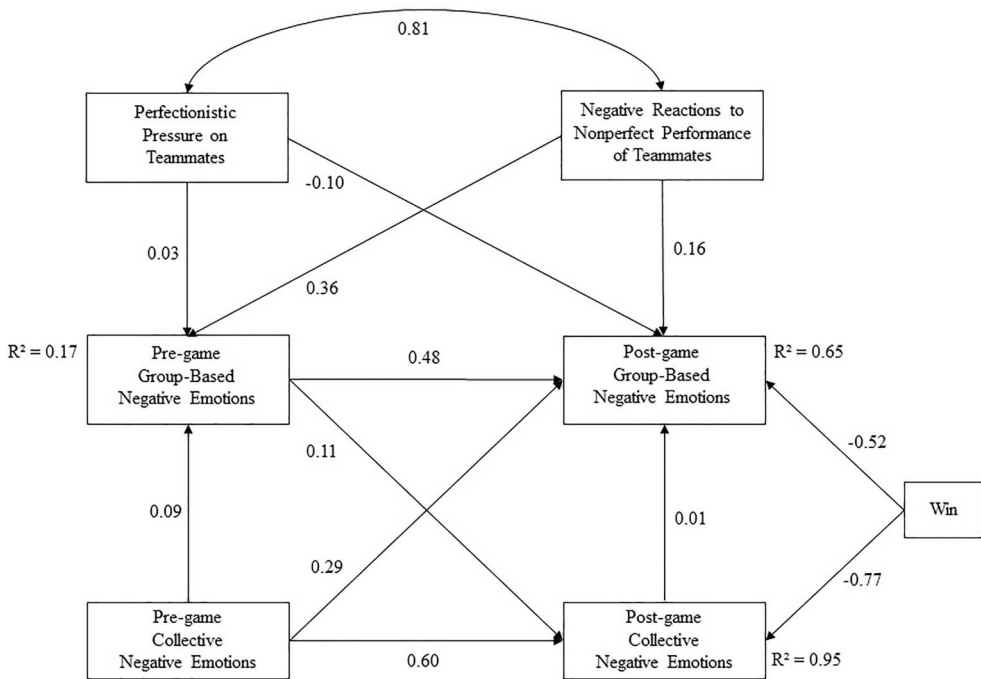 0.81
Perfectionistic
Pressure on
Teammates
Negative Reactions to
Nonperfect Performance
of Teammates
-0.10
0.03
0.16
0.36
R² = 0.17
Pre-game
Group-Based
Negative Emotions
0.48
Post-game
Group-Based
Negative Emotions
R² = 0.65
0.11
-0.52
0.09
0.01
Win
0.29
-0.77
Pre-game
Collective
Negative Emotions
0.60
Post-game
Collective
Negative Emotions
R² = 0.95